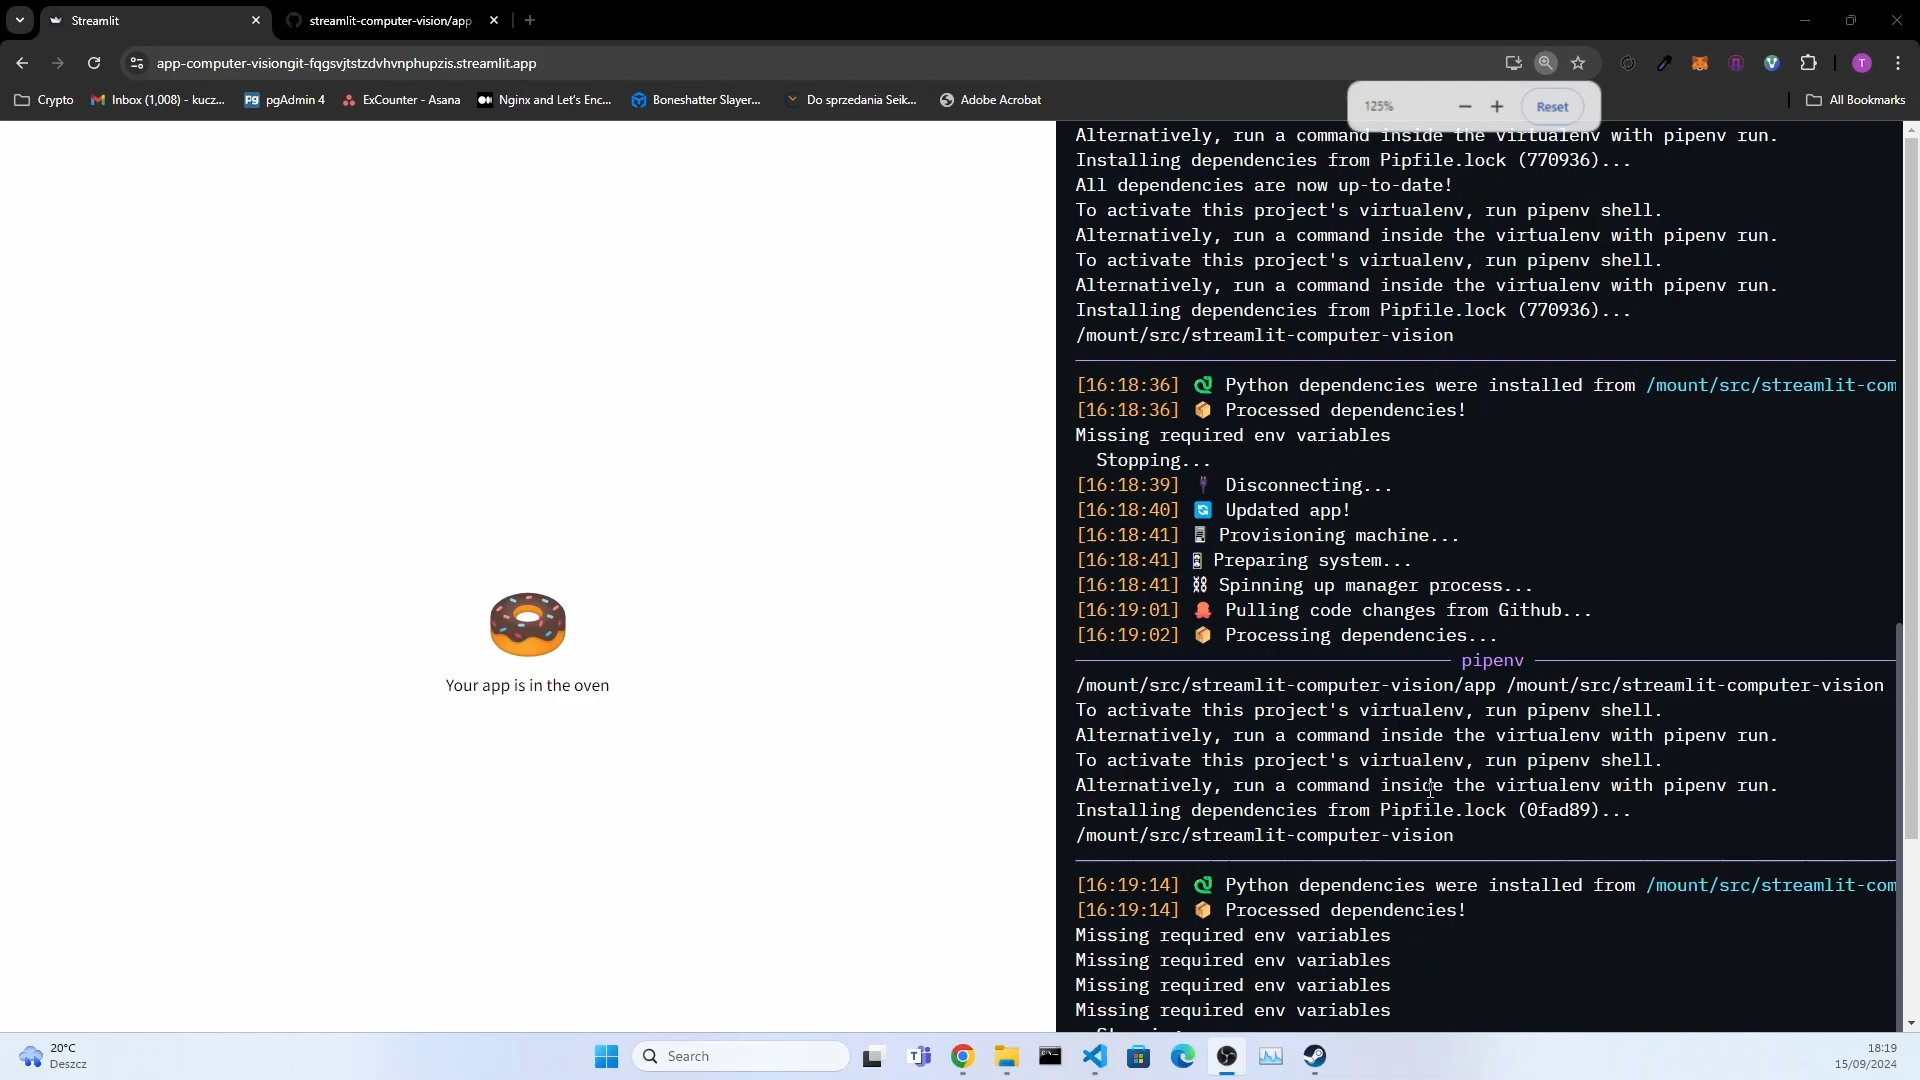 Streamlit
streamlit-computer-vision/app
app-computer-visiongit-fqgsvjtstzdvhvnphupzis.streamlit.app
T
Crypto
Inbox (1,008) - kucz...
pg
pgAdmin 4
ExCounter - Asana
Nginx and Let's Enc...
Boneshatter Slayer...
Do sprzedania Seik...
Adobe Acrobat
All Bookmarks
125%
Reset
Your app is in the oven
Alternatively, run a command inside the virtualenv with pipenv run.
Installing dependencies from Pipfile.lock (770936)...
All dependencies are now up-to-date!
To activate this project's virtualenv, run pipenv shell.
Alternatively, run a command inside the virtualenv with pipenv run.
To activate this project's virtualenv, run pipenv shell.
Alternatively, run a command inside the virtualenv with pipenv run.
Installing dependencies from Pipfile.lock (770936)...
/mount/src/streamlit-computer-vision
[16:18:36] Python dependencies were installed from /mount/src/streamlit-com
[16:18:36] Processed dependencies!
Missing required env variables
Stopping...
[16:18:39] Disconnecting...
[16:18:40] Updated app!
[16:18:41] Provisioning machine...
[16:18:41] Preparing system...
[16:18:41] Spinning up manager process...
[16:19:01] Pulling code changes from Github...
[16:19:02] Processing dependencies...
pipenv
/mount/src/streamlit-computer-vision/app /mount/src/streamlit-computer-vision
To activate this project's virtualenv, run pipenv shell.
Alternatively, run a command inside the virtualenv with pipenv run.
To activate this project's virtualenv, run pipenv shell.
Alternatively, run a command inside the virtualenv with pipenv run.
Installing dependencies from Pipfile.lock (0fad89)...
/mount/src/streamlit-computer-vision
[16:19:14] Python dependencies were installed from /mount/src/streamlit-com
[16:19:14] Processed dependencies!
Missing required env variables
Missing required env variables
Missing required env variables
Missing required env variables
20°C
Deszcz
Search
18:19
15/09/2024